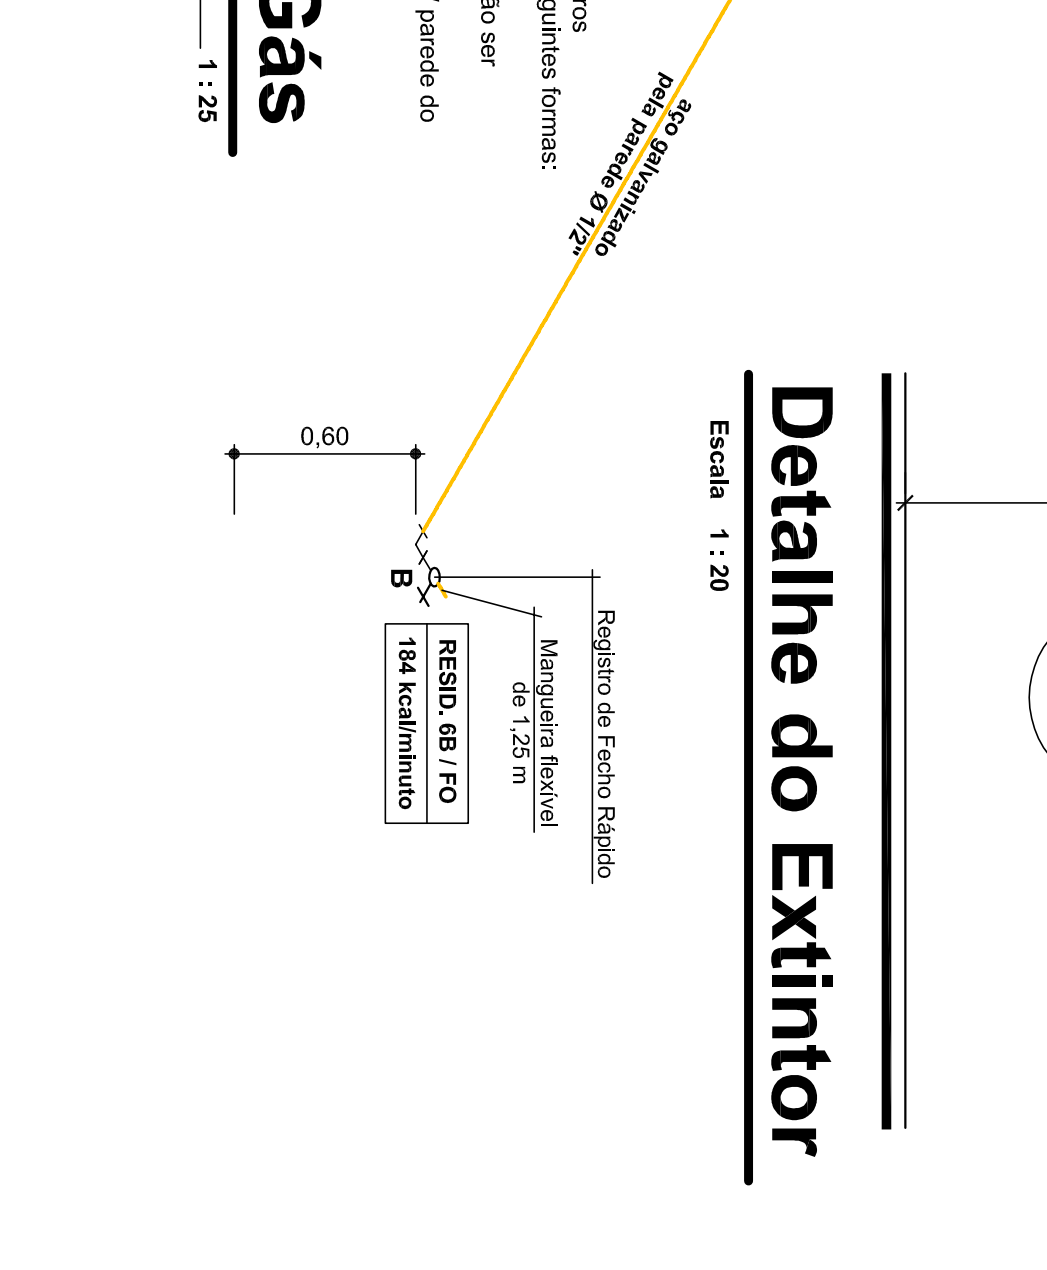 Gás
1 : 25
ros
guintes formas:
ão ser
parede do
aço galvanizado
pela parede Ø 1/2"
0,60
B
RESID. 6B / FO
184 kcal/minuto
Registro de Fecho Rápido
Mangueira flexível
de 1,25 m
Detalhe do Extintor
Escala 1 : 20